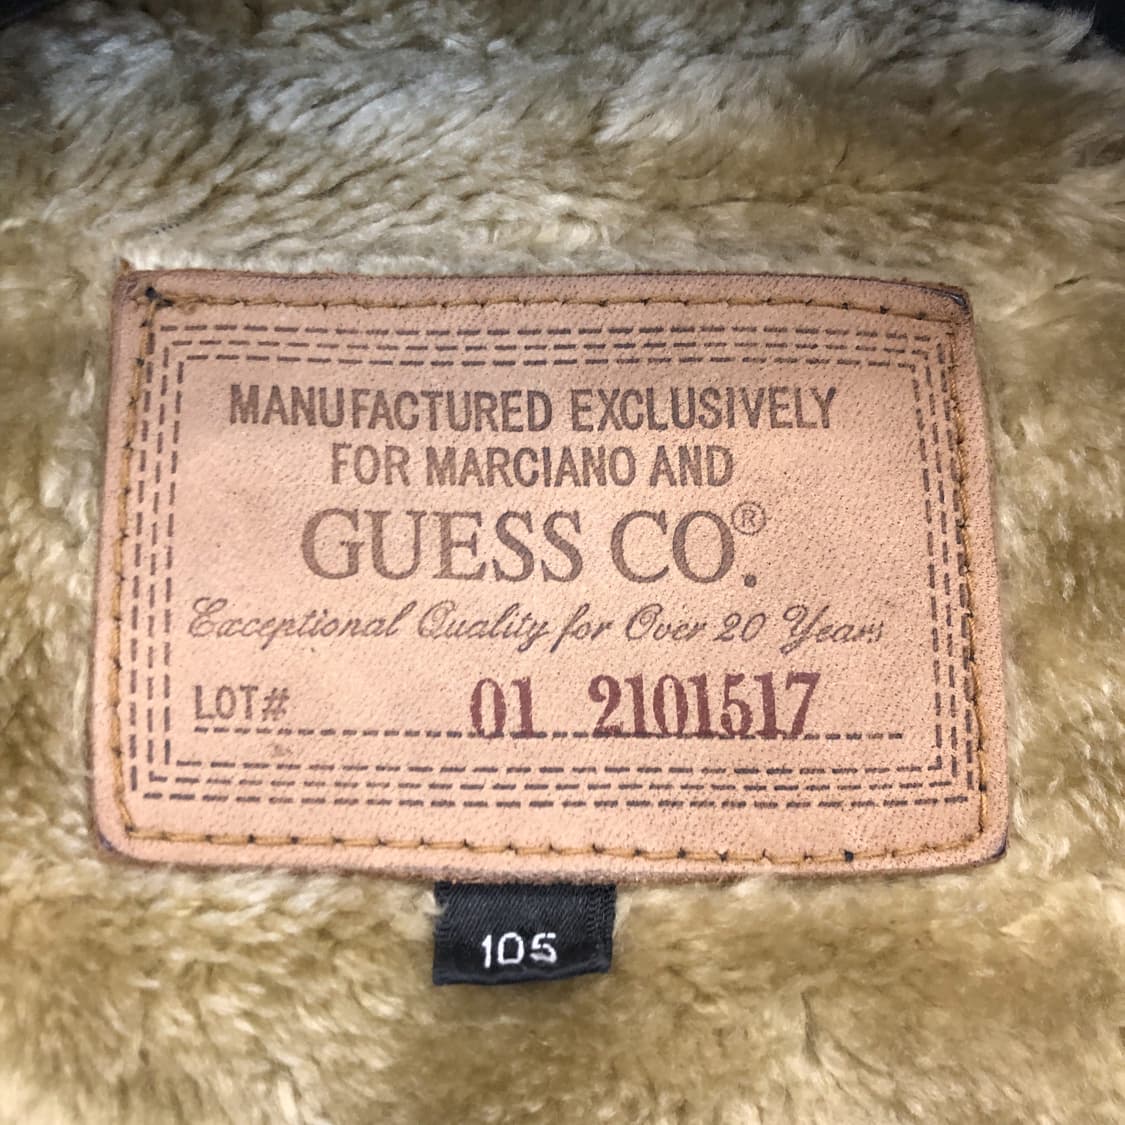 MANUFACTURED EXCLUSIVELY
FOR MARCIANO AND
GUESS CO®.
Exceptional Quality for Over 20 Years
LOT# 01 2101517
105